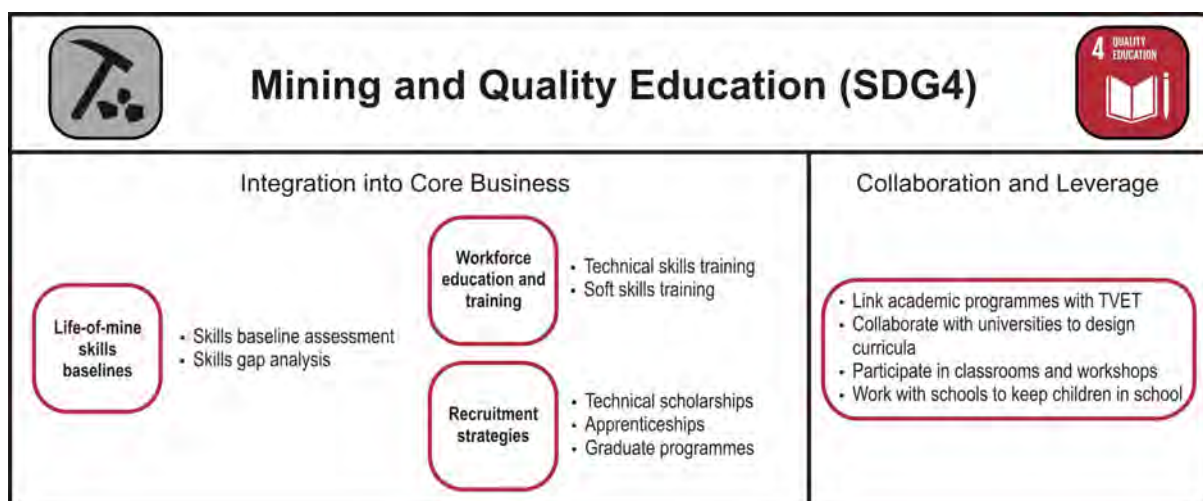 Mining and Quality Education (SDG4)
4 QUALITY
EDUCATION
Integration into Core Business
Life-of-mine
skills
baselines
• Skills baseline assessment
• Skills gap analysis
Workforce
education and
training
• Technical skills training
• Soft skills training
Recruitment
strategies
• Technical scholarships
• Apprenticeships
• Graduate programmes
Collaboration and Leverage
• Link academic programmes with TVET
• Collaborate with universities to design
curricula
• Participate in classrooms and workshops
• Work with schools to keep children in school